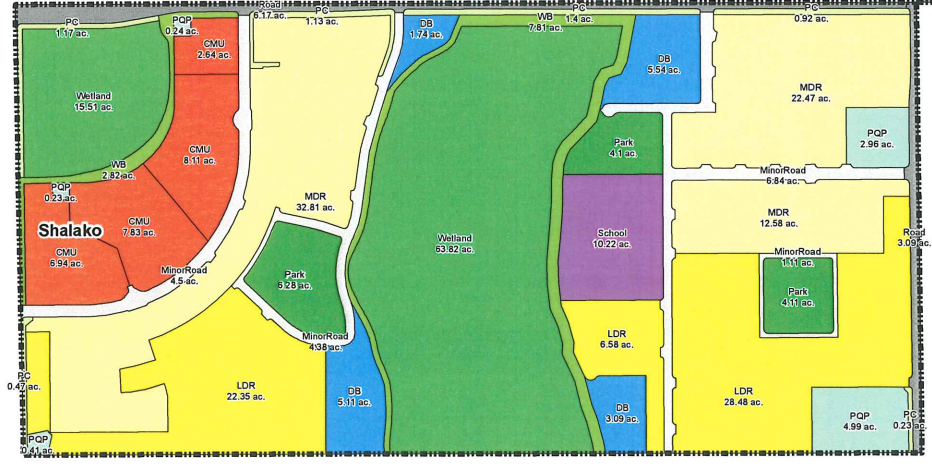 PC
1.17 ac.
PQP
0.24 ac.
Road
6.17 ac.
PC
1.13 ac.
DB
1.74 ac.
WB
7.81 ac.
PC
1.4 ac.
PC
0.92 ac.
CMU
2.64 ac.
DB
5.54 ac.
Wetland
15.51 ac.
MDR
22.47 ac.
CMU
8.11 ac.
Park
4.1 ac.
PQP
2.96 ac.
WB
2.82 ac.
MinorRoad
6.84 ac.
PQP
0.23 ac.
MDR
32.81 ac.
Shalako
CMU
7.83 ac.
MDR
12.58 ac.
School
10.22 ac.
Wetland
63.82 ac.
Road
3.09 ac.
CMU
6.94 ac.
MinorRoad
4.5 ac.
Park
6.28 ac.
MinorRoad
1.11 ac.
Park
4.11 ac.
MinorRoad
4.38 ac.
LDR
6.58 ac.
PC
0.47 ac.
LDR
22.35 ac.
DB
5.11 ac.
LDR
28.48 ac.
DB
3.09 ac.
PQP
4.99 ac.
PC
0.23 ac.
PQP
0.41 ac.